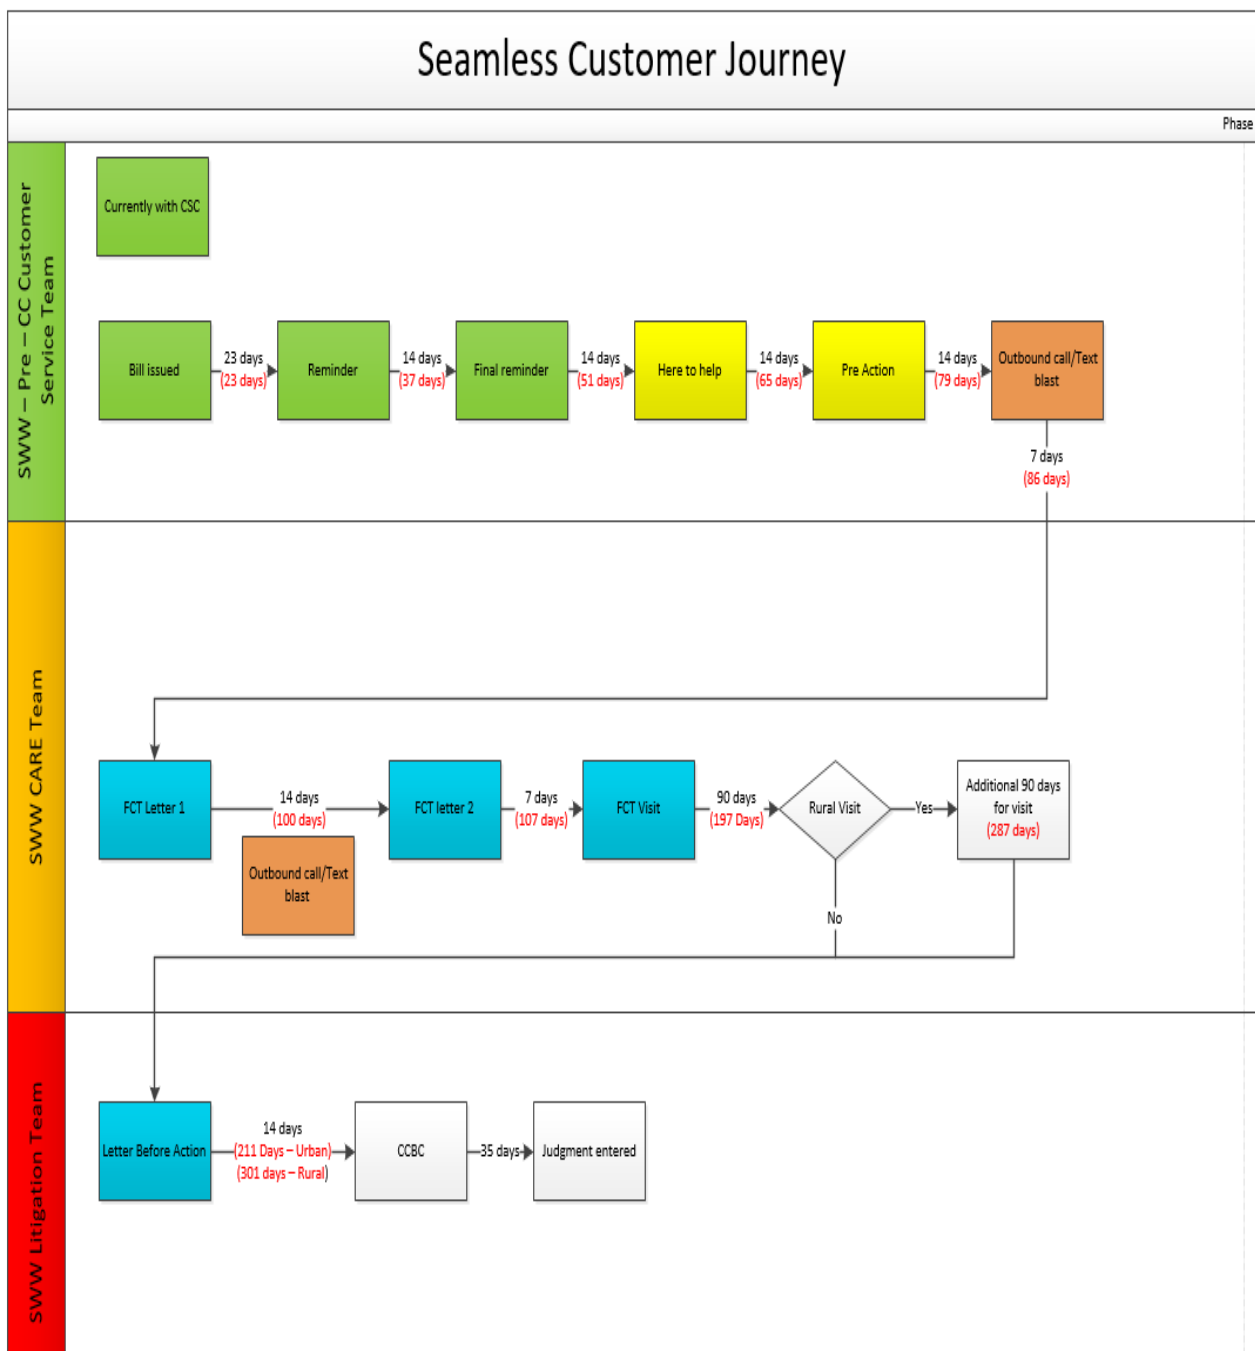 Seamless Customer Journey
Phase
SWW – Pre – CC Customer
Service Team
Currently with CSC
Bill issued
23 days
(23 days)
Reminder
14 days
(37 days)
Final reminder
14 days
(51 days)
Here to help
14 days
(65 days)
Pre Action
14 days
(79 days)
Outbound call/Text
blast
7 days
(86 days)
SWW CARE Team
FCT Letter 1
14 days
(100 days)
Outbound call/Text
blast
FCT letter 2
7 days
(107 days)
FCT Visit
90 days
(197 Days)
Rural Visit
Yes
Additional 90 days
for visit
(287 days)
No
SWW Litigation Team
Letter Before Action
14 days
(211 Days – Urban)
(301 days – Rural)
CCBC
35 days
Judgment entered